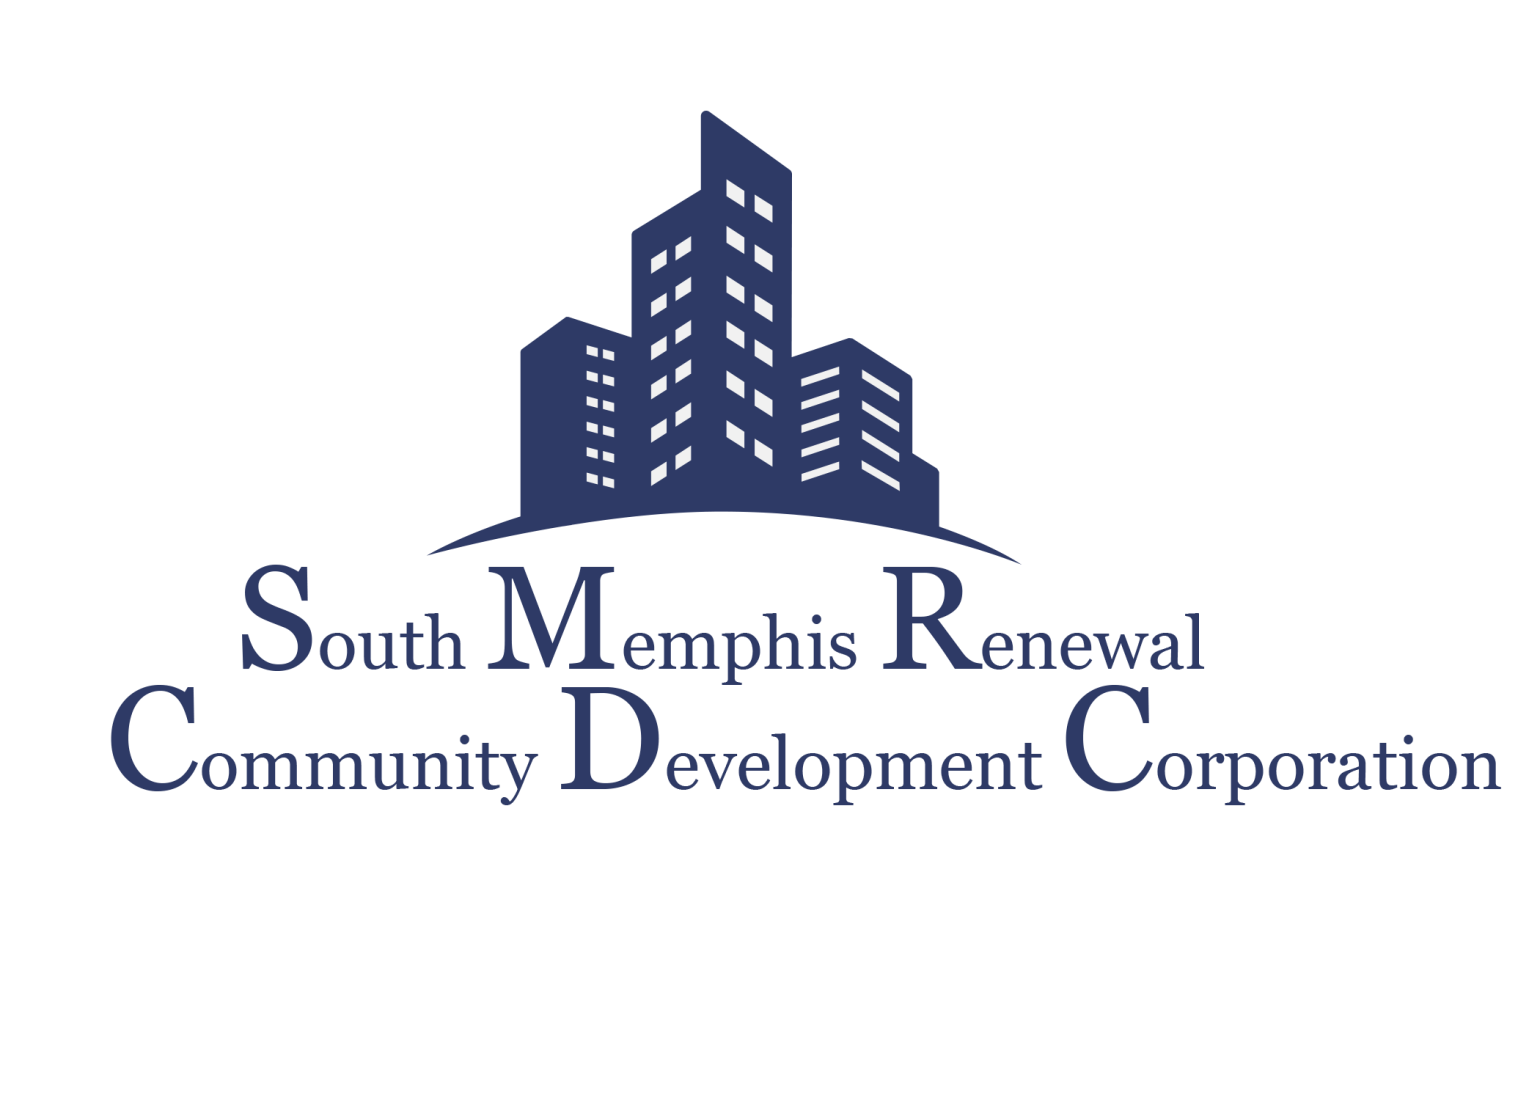 South Memphis Renewal
Community Development Corporation